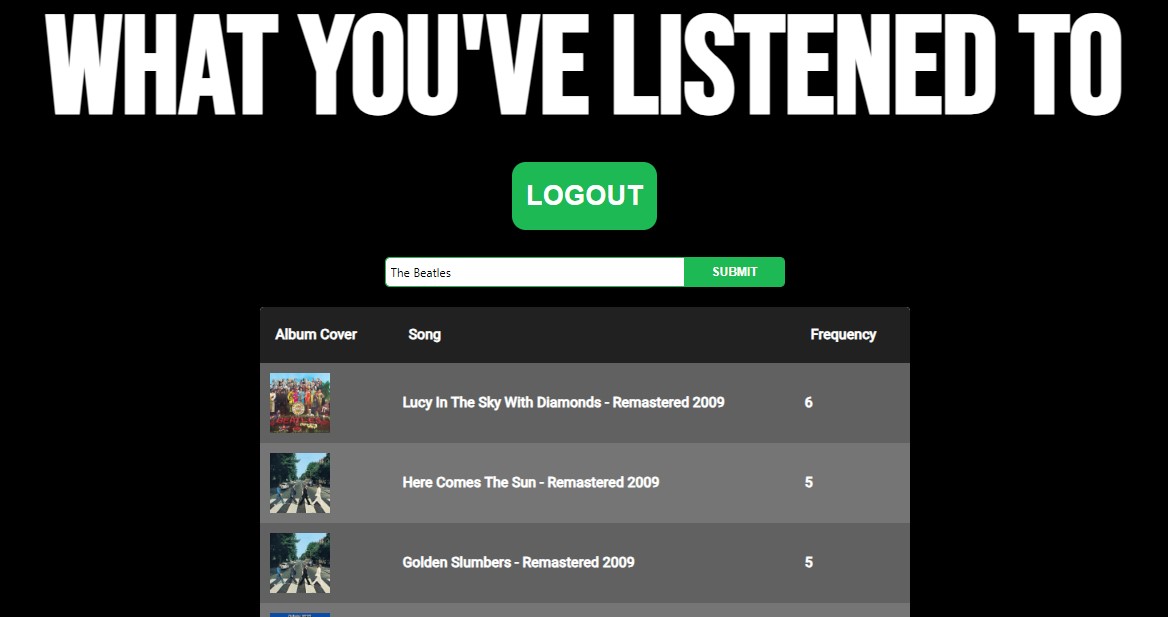 WHAT YOU'VE LISTENED TO
LOGOUT
The Beatles SUBMIT
Album Cover Song Frequency
Lucy In The Sky With Diamonds - Remastered 2009 6
Here Comes The Sun - Remastered 2009 5
Golden Slumbers - Remastered 2009 5